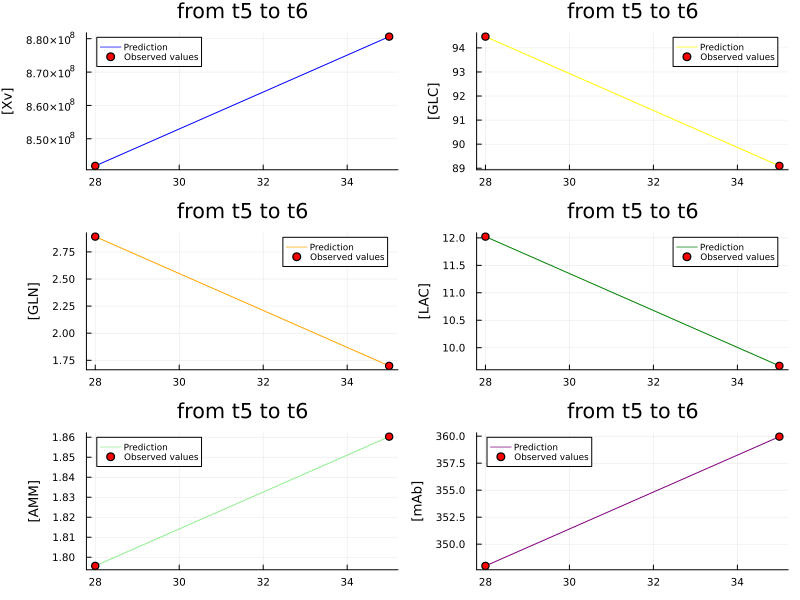 from t5 to t6
from t5 to t6
[Xv]
8.80×10⁸
8.70×10⁸
8.60×10⁸
8.50×10⁸
Prediction
Observed values
28 30 32 34
[GLC]
94
93
92
91
90
89
Prediction
Observed values
28 30 32 34
from t5 to t6
from t5 to t6
[GLN]
2.75
2.50
2.25
2.00
1.75
Prediction
Observed values
28 30 32 34
[LAC]
12.0
11.5
11.0
10.5
10.0
Prediction
Observed values
28 30 32 34
from t5 to t6
from t5 to t6
[AMM]
1.86
1.85
1.84
1.83
1.82
1.81
1.80
Prediction
Observed values
28 30 32 34
[mAb]
360.0
357.5
355.0
352.5
350.0
Prediction
Observed values
28 30 32 34